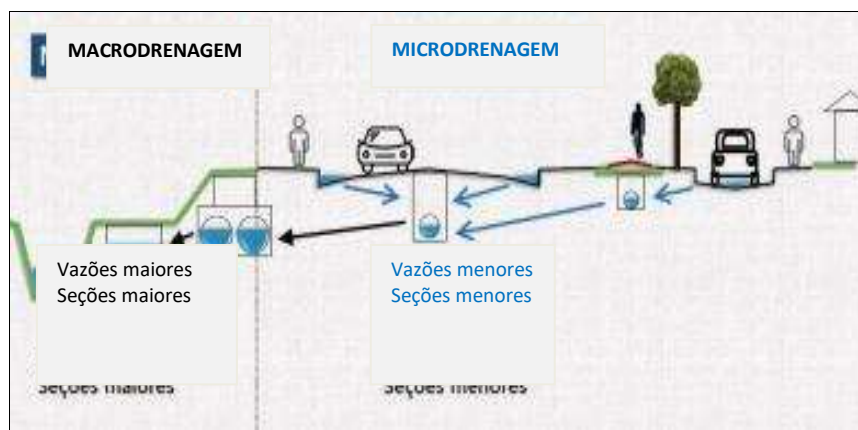 MACRODRENAGEM
MICRODRENAGEM
Vazões maiores
Seções maiores
Vazões menores
Seções menores
Seções maiores
Seções menores